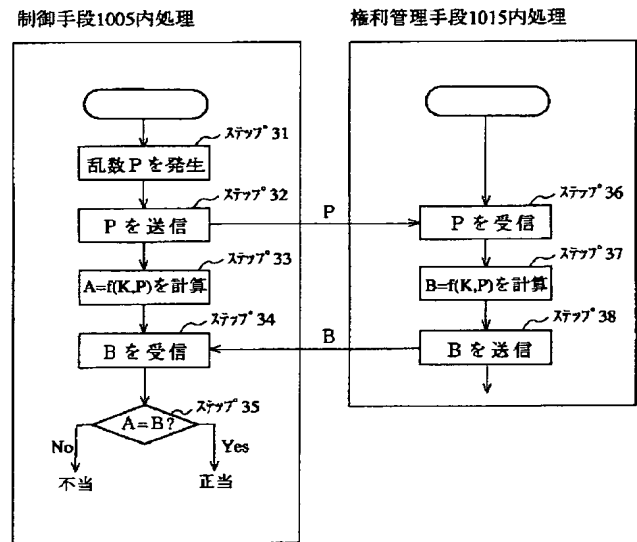 制御手段1005内処理
権利管理手段1015内処理
ステップ31
乱数Pを発生
ステップ32
Pを送信
P
ステップ36
Pを受信
ステップ33
A=f(K,P)を計算
ステップ37
B=f(K,P)を計算
ステップ34
Bを受信
B
ステップ38
Bを送信
ステップ35
A=B?
No
Yes
不当
正当